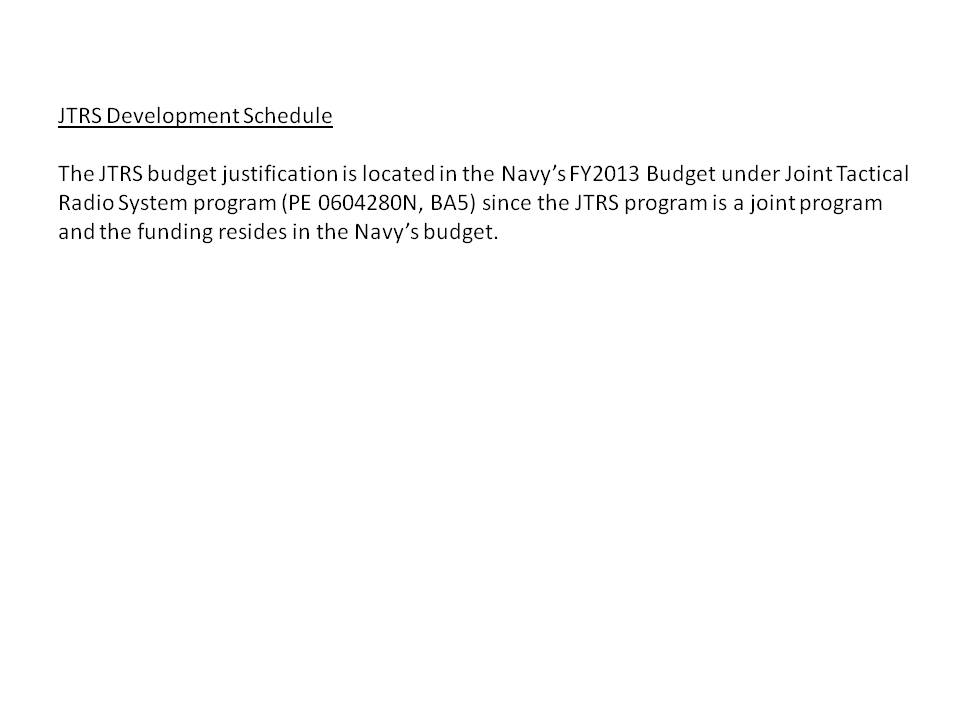 JTRS Development Schedule
The JTRS budget justification is located in the Navy’s FY2013 Budget under Joint Tactical
Radio System program (PE 0604280N, BA5) since the JTRS program is a joint program
and the funding resides in the Navy’s budget.